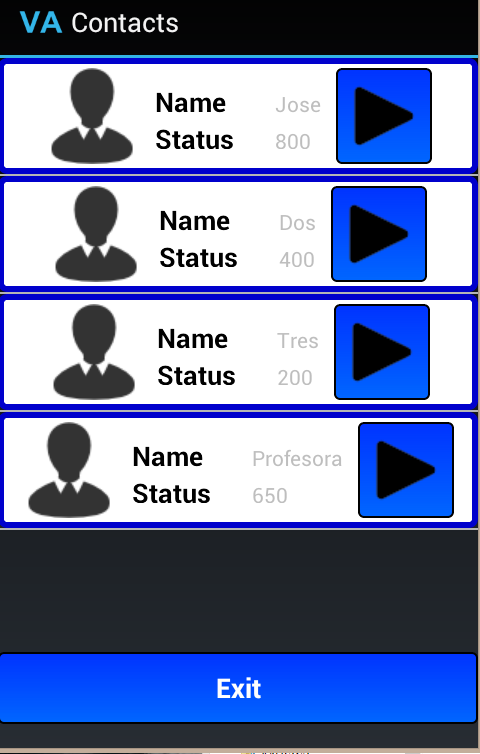 VA Contacts
Name Jose
Status 800
Name Dos
Status 400
Name Tres
Status 200
Name Profesora
Status 650
Exit